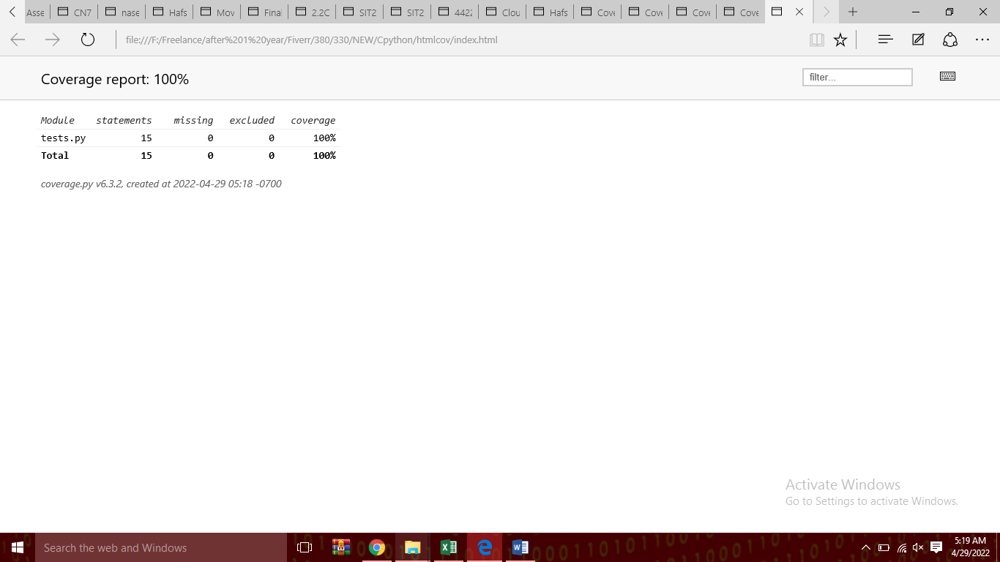 Asse CN7 nase Hafs Mov Final 2.2C SIT2 SIT2 442 Clou Hafs Cove Cove Cove Cove
file:///F:/Freelance/after%201%20year/Fiverr/380/330/NEW/Cpython/htmlcov/index.html
Coverage report: 100%
filter...
Module statements missing excluded coverage
tests.py 15 0 0 100%
Total 15 0 0 100%
coverage.py v6.3.2, created at 2022-04-29 05:18 -0700
Activate Windows
Go to Settings to activate Windows.
Search the web and Windows
5:19 AM
4/29/2022